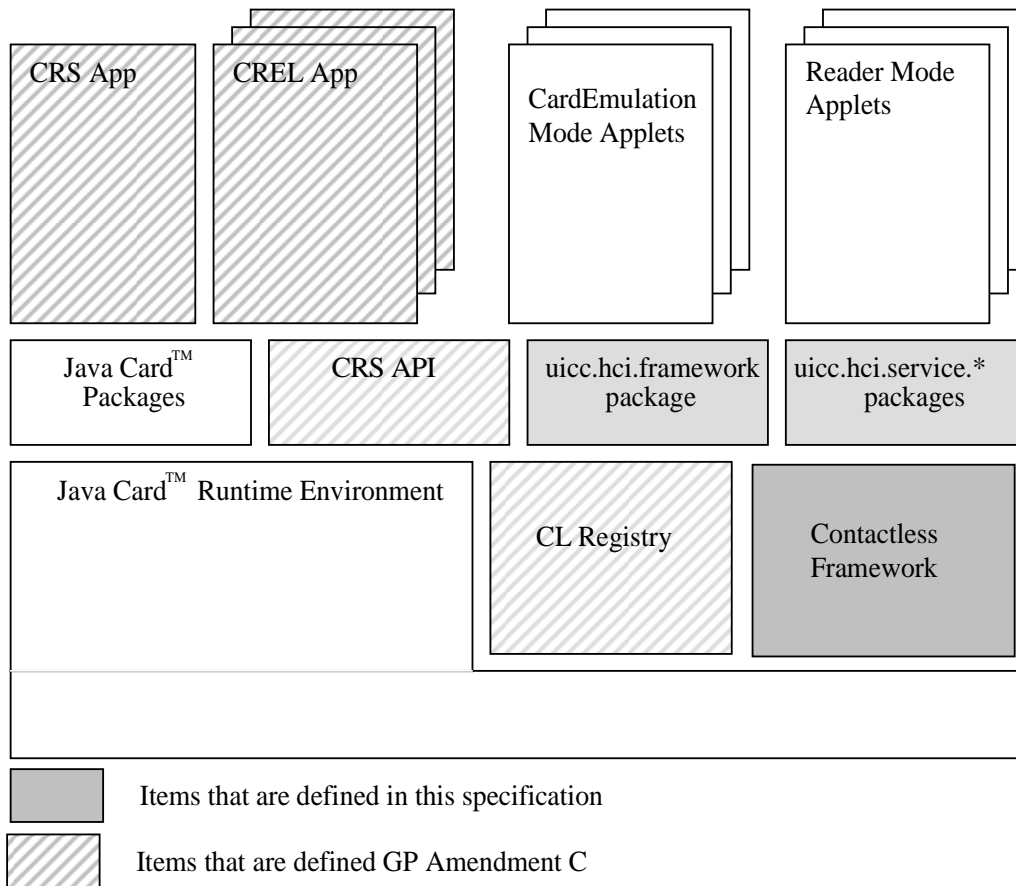 CRS App
CREL App
CardEmulation
Mode Applets
Reader Mode
Applets
Java Card™
Packages
CRS API
uicc.hci.framework
package
uicc.hci.service.*
packages
Java Card™ Runtime Environment
CL Registry
Contactless
Framework
Items that are defined in this specification
Items that are defined GP Amendment C